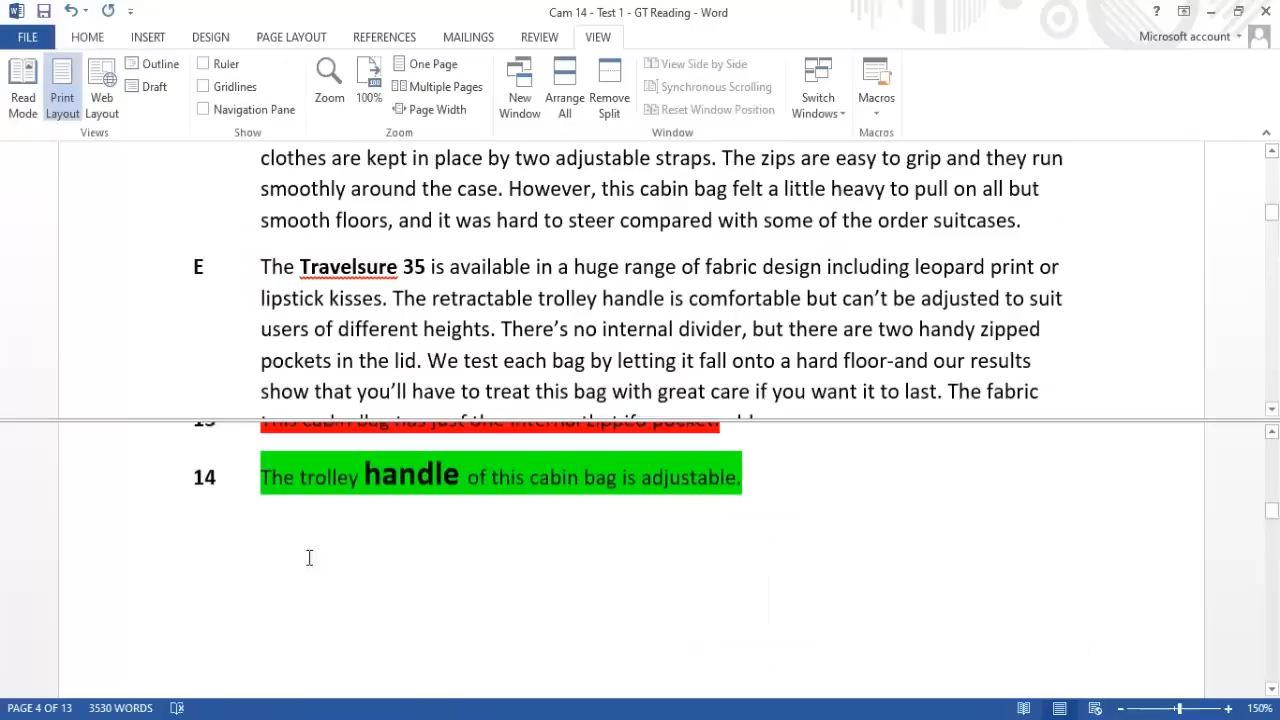 Cam 14 - Test 1 - GT Reading - Word
FILE HOME INSERT DESIGN PAGE LAYOUT REFERENCES MAILINGS REVIEW VIEW Microsoft account
Read Mode
Print Layout
Web Layout
Outline
Draft
Views
Ruler
Gridlines
Navigation Pane
Show
Zoom
100%
One Page
Multiple Pages
Page Width
Zoom
New Window
Arrange All
Remove Split
View Side by Side
Synchronous Scrolling
Reset Window Position
Window
Switch Windows
Macros
Macros
clothes are kept in place by two adjustable straps. The zips are easy to grip and they run
smoothly around the case. However, this cabin bag felt a little heavy to pull on all but
smooth floors, and it was hard to steer compared with some of the order suitcases.
E The Travelsure 35 is available in a huge range of fabric design including leopard print or
lipstick kisses. The retractable trolley handle is comfortable but can't be adjusted to suit
users of different heights. There's no internal divider, but there are two handy zipped
pockets in the lid. We test each bag by letting it fall onto a hard floor-and our results
show that you'll have to treat this bag with great care if you want it to last. The fabric
13 This cabin bag has just one internal zipped pocket.
14 The trolley handle of this cabin bag is adjustable.
PAGE 4 OF 13 3530 WORDS 150%